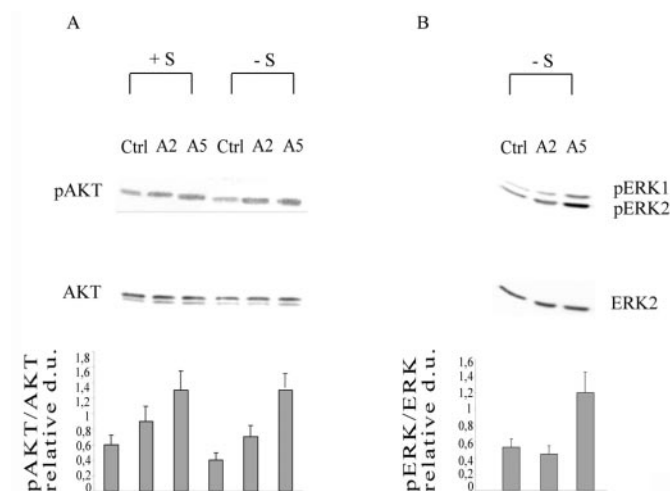 A
B
+ S
- S
- S
Ctrl A2 A5 Ctrl A2 A5
Ctrl A2 A5
pAKT
pERK1
pERK2
AKT
ERK2
pAKT/AKT
relative d.u.
1,8
1,6
1,4
1,2
1
0,8
0,6
0,4
0,2
0
pERK/ERK
relative d.u.
1,8
1,6
1,4
1,2
1
0,8
0,6
0,4
0,2
0